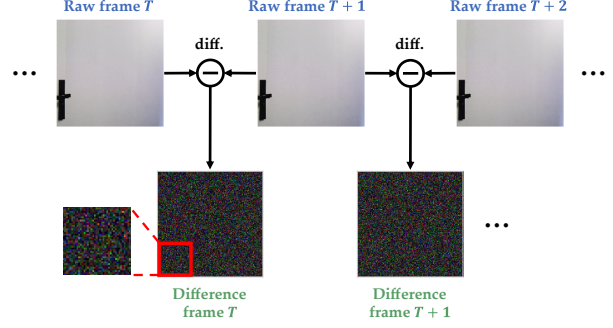 Raw frame T
Raw frame T + 1
Raw frame T + 2
diff.
diff.
...
...
...
Difference
frame T
Difference
frame T + 1